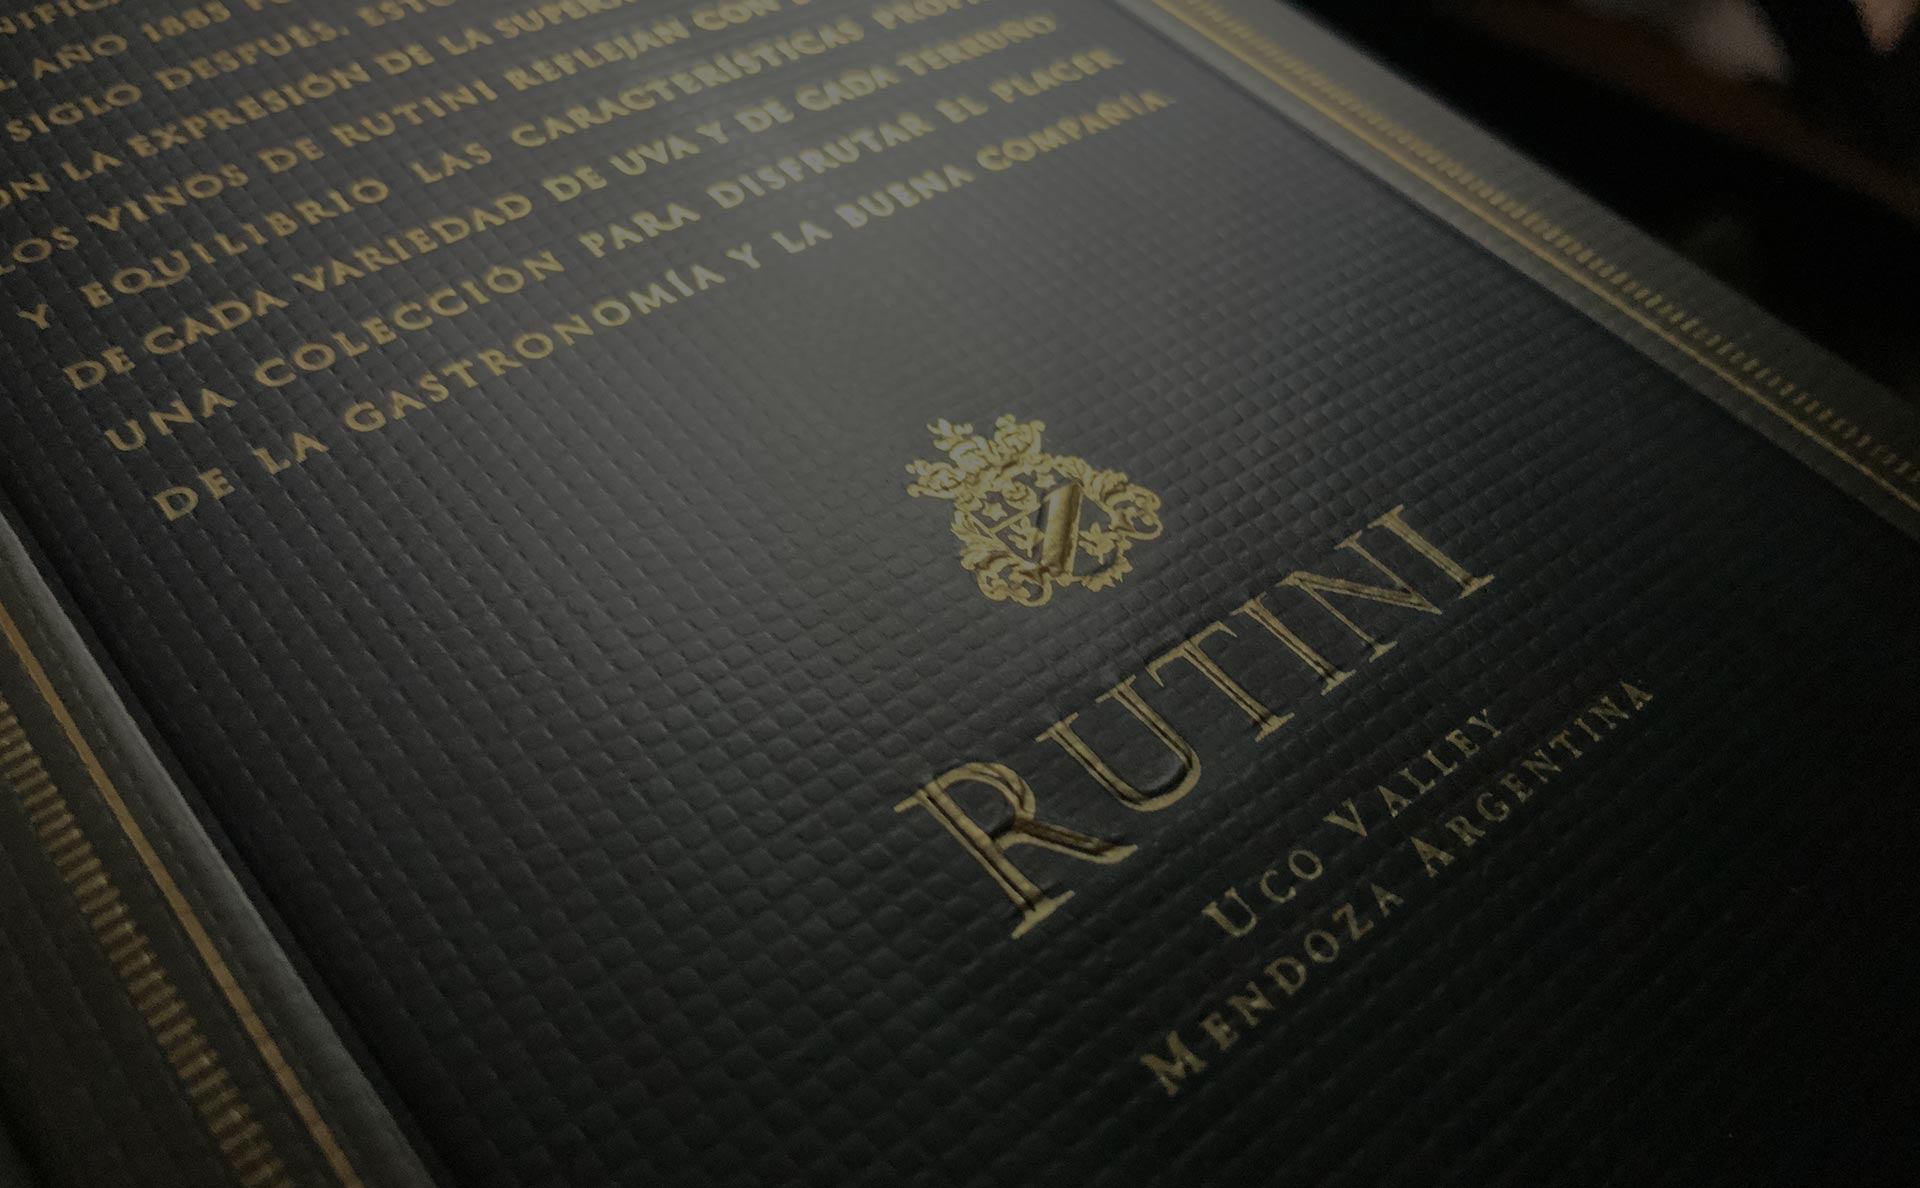 AÑO 1885
SIGLO DESPUÉS.
LA EXPRESIÓN DE LA
LOS VINOS DE RUTINI REFLEJAN CON
Y EQUILIBRIO LAS CARACTERÍSTICAS
DE CADA VARIEDAD DE UVA Y DE CADA TERRUÑO
UNA COLECCIÓN PARA DISFRUTAR EL PLACER
DE LA GASTRONOMÍA Y LA BUENA COMPAÑÍA.
RUTINI
UCO VALLEY
MENDOZA ARGENTINA